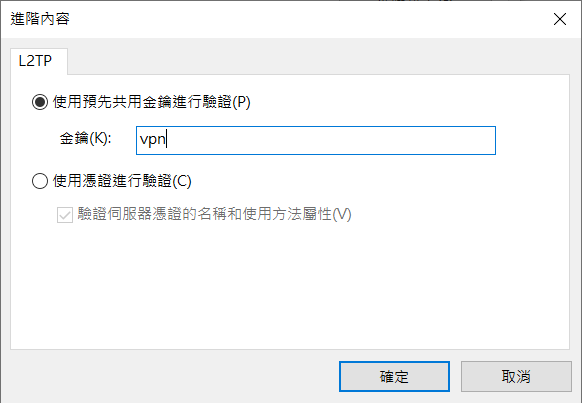 進階內容
L2TP
使用預先共用金鑰進行驗證(P)
金鑰(K): vpn
使用憑證進行驗證(C)
驗證伺服器憑證的名稱和使用方法屬性(V)
確定 取消